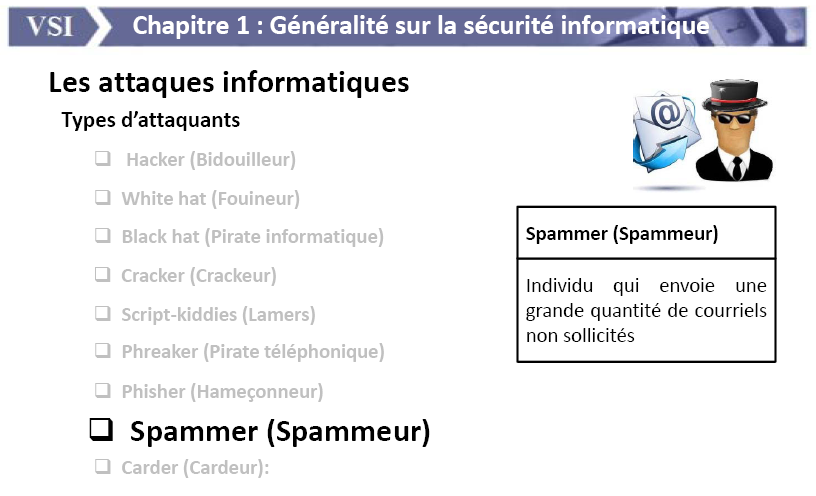 VSI
Chapitre 1 : Généralité sur la sécurité informatique
Les attaques informatiques
Types d’attaquants
❑ Hacker (Bidouilleur)
❑ White hat (Fouineur)
❑ Black hat (Pirate informatique)
❑ Cracker (Crackeur)
❑ Script-kiddies (Lamers)
❑ Phreaker (Pirate téléphonique)
❑ Phisher (Hameçonneur)
❑ Spammer (Spammeur)
❑ Carder (Cardeur):
@
Spammer (Spammeur)
Individu qui envoie une
grande quantité de courriels
non sollicités